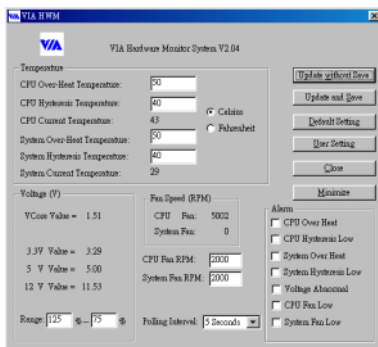 VIA HWM
VIA
VIA Hardware Monitor System V2.04
Temperature
CPU Over-Heat Temperature: 50
CPU Hysteresis Temperature: 40
CPU Current Temperature: 43
System Over-Heat Temperature: 50
System Hysteresis Temperature: 40
System Current Temperature: 29
Celsius
Fahrenheit
Update without Save
Update and Save
Default Setting
User Setting
Close
Minimize
Voltage (V)
VCore Value = 1.51
3.3V Value = 3.29
5 V Value = 5.00
12 V Value = 11.53
Range: 125 %... 75 %
Fan Speed (RPM)
CPU Fan: 5002
System Fan: 0
CPU Fan RPM: 2000
System Fan RPM: 2000
Polling Interval: 5 Seconds
Alarm
CPU Over Heat
CPU Hysteresis Low
System Over Heat
System Hysteresis Low
Voltage Abnormal
CPU Fan Low
System Fan Low